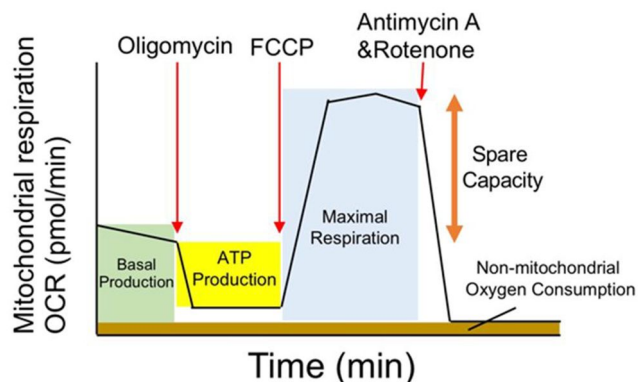 Mitochondrial respiration
OCR (pmol/min)
Oligomycin
FCCP
Antimycin A
&Rotenone
Basal
Production
ATP
Production
Maximal
Respiration
Spare
Capacity
Non-mitochondrial
Oxygen Consumption
Time (min)